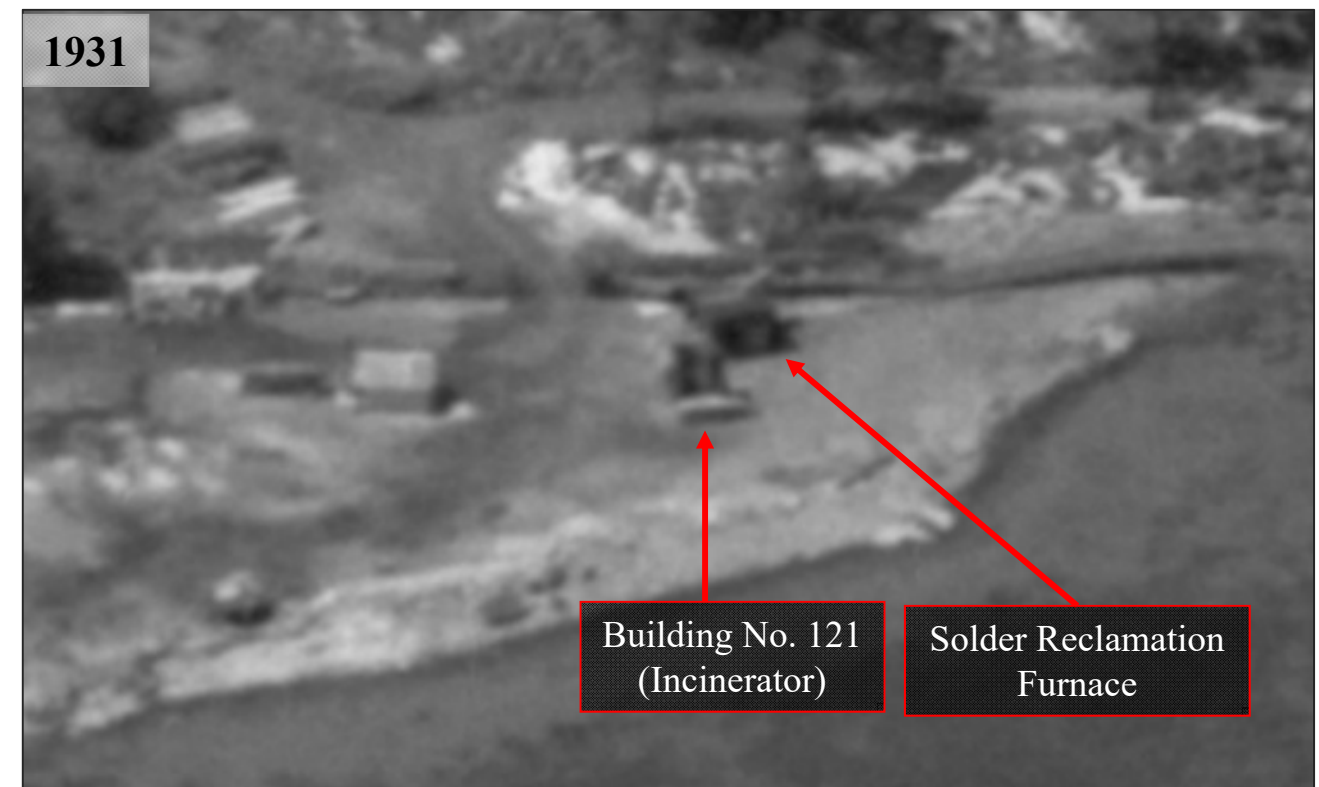 1931
Building No. 121
(Incinerator)
Solder Reclamation
Furnace